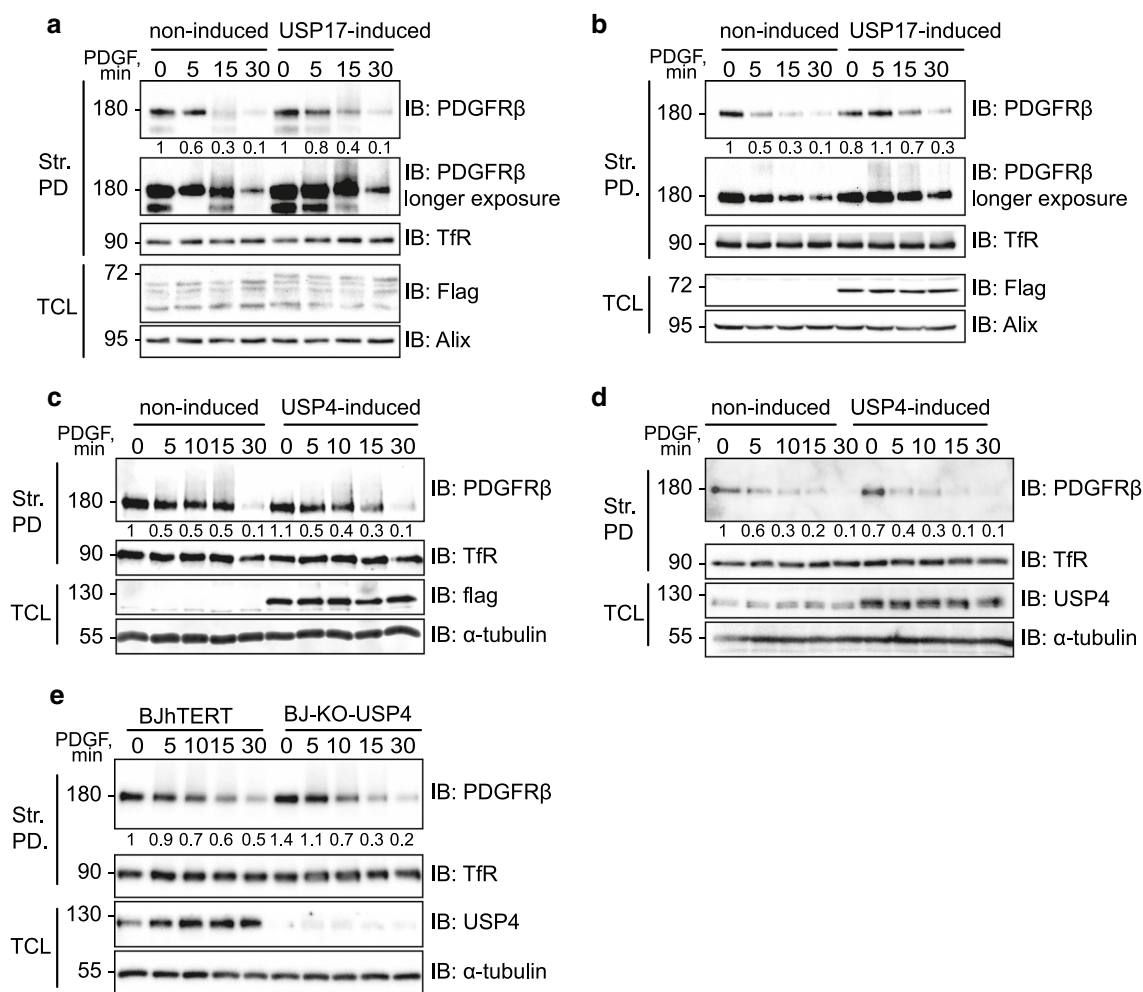 a
non-induced USP17-induced
PDGF, min 0 5 15 30 0 5 15 30
Str. PD
180 IB: PDGFRβ
1 0.6 0.3 0.1 1 0.8 0.4 0.1
180 IB: PDGFRβ longer exposure
90 IB: TfR
TCL
72 IB: Flag
95 IB: Alix
b
non-induced USP17-induced
PDGF, min 0 5 15 30 0 5 15 30
Str. PD.
180 IB: PDGFRβ
1 0.5 0.3 0.1 0.8 1.1 0.7 0.3
180 IB: PDGFRβ longer exposure
90 IB: TfR
TCL
72 IB: Flag
95 IB: Alix
c
non-induced USP4-induced
PDGF, min 0 5 10 15 30 0 5 10 15 30
Str. PD
180 IB: PDGFRβ
1 0.5 0.5 0.5 0.1 1.1 0.5 0.4 0.3 0.1
90 IB: TfR
TCL
130 IB: flag
55 IB: α-tubulin
d
non-induced USP4-induced
PDGF, min 0 5 10 15 30 0 5 10 15 30
Str. PD
180 IB: PDGFRβ
1 0.6 0.3 0.2 0.1 0.7 0.4 0.3 0.1 0.1
90 IB: TfR
TCL
130 IB: USP4
55 IB: α-tubulin
e
BJhTERT BJ-KO-USP4
PDGF, min 0 5 10 15 30 0 5 10 15 30
Str. PD.
180 IB: PDGFRβ
1 0.9 0.7 0.6 0.5 1.4 1.1 0.7 0.3 0.2
90 IB: TfR
TCL
130 IB: USP4
55 IB: α-tubulin